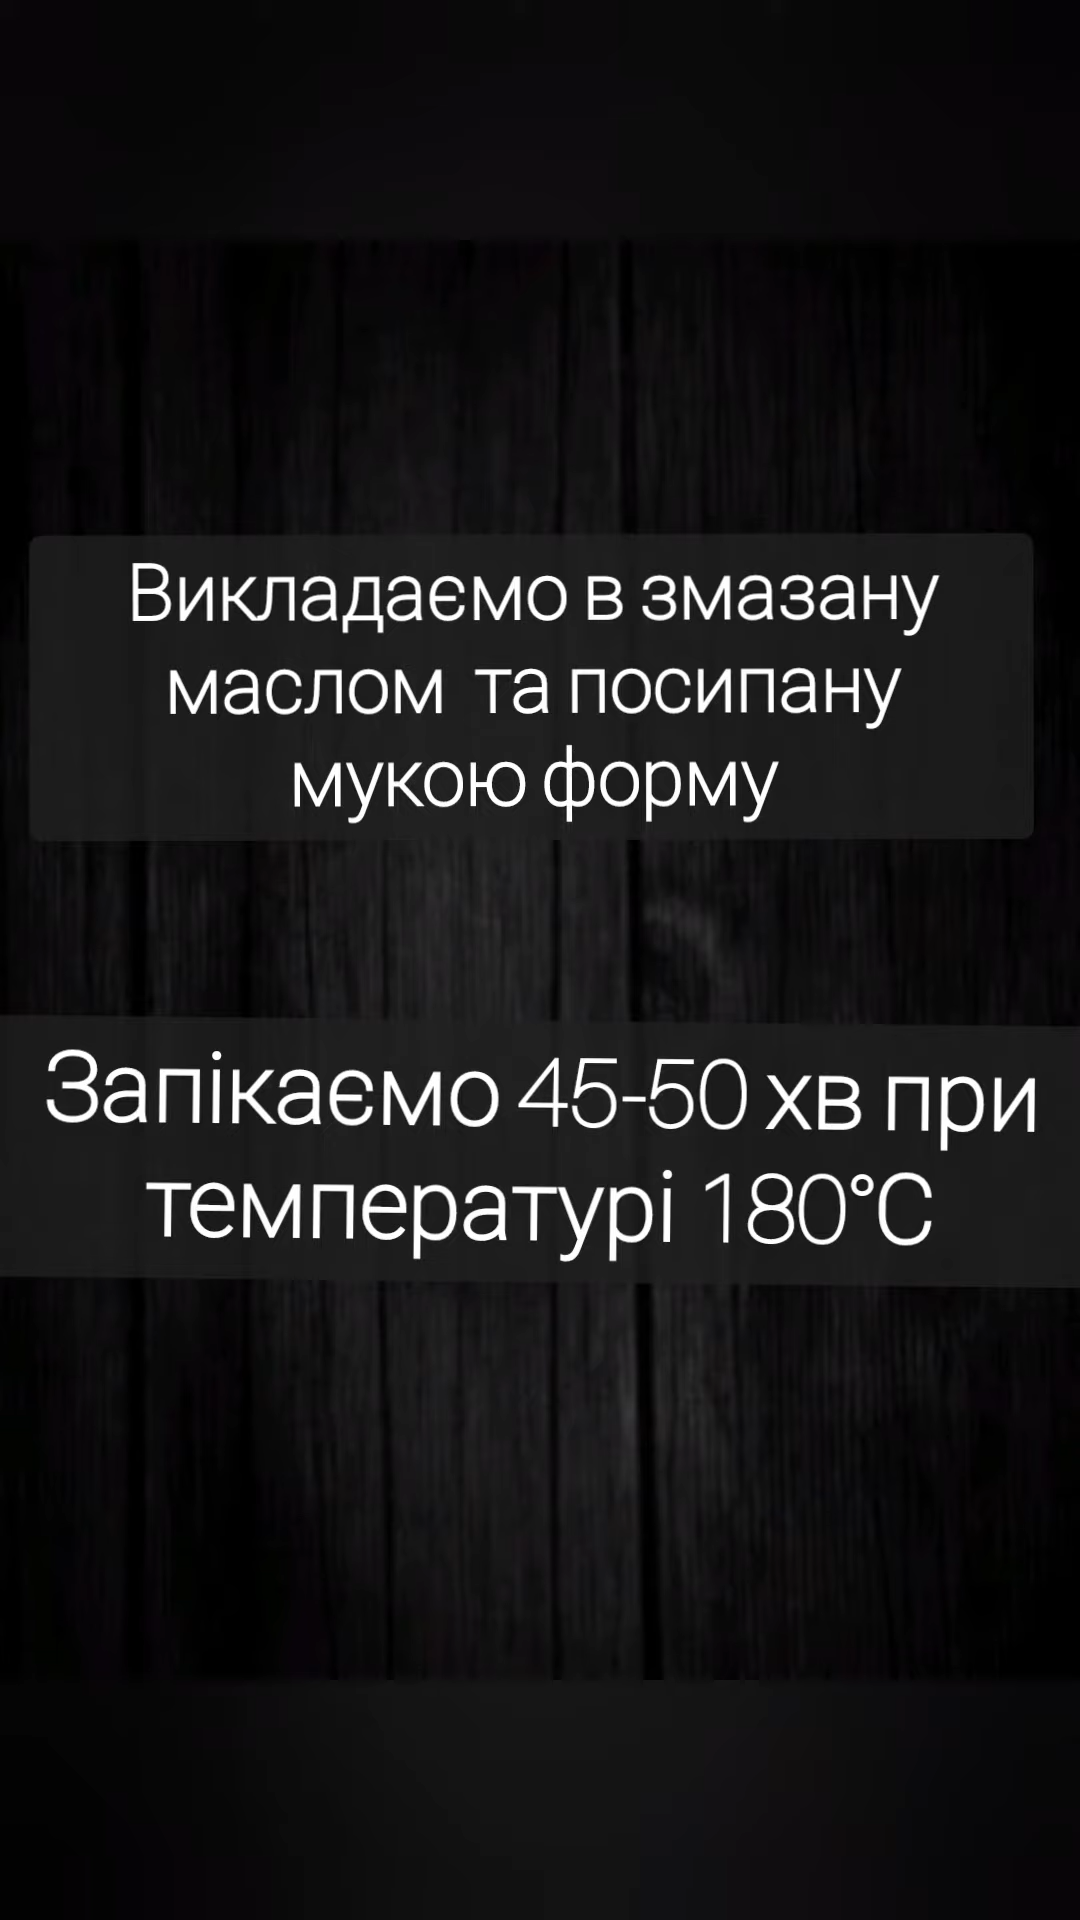 Викладаємо в змазану
маслом та посипану
мукою форму
Запікаємо 45-50 хв при
температурі 180°C